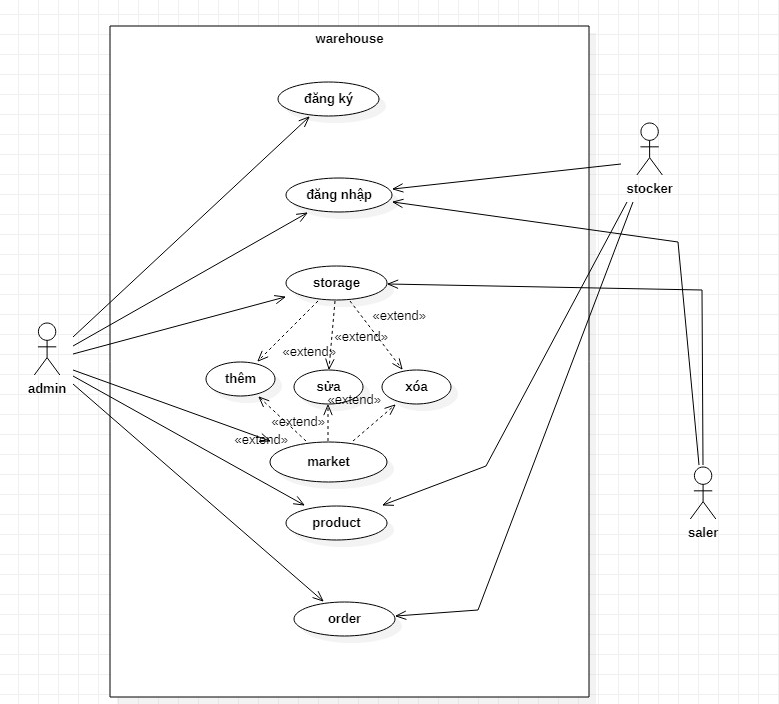 warehouse
đăng ký
stocker
đăng nhập
storage
«extend»
«extend»
«extend»
thêm
sửa
xóa
admin
«extend»
«extend»
«extend»
market
product
saler
order